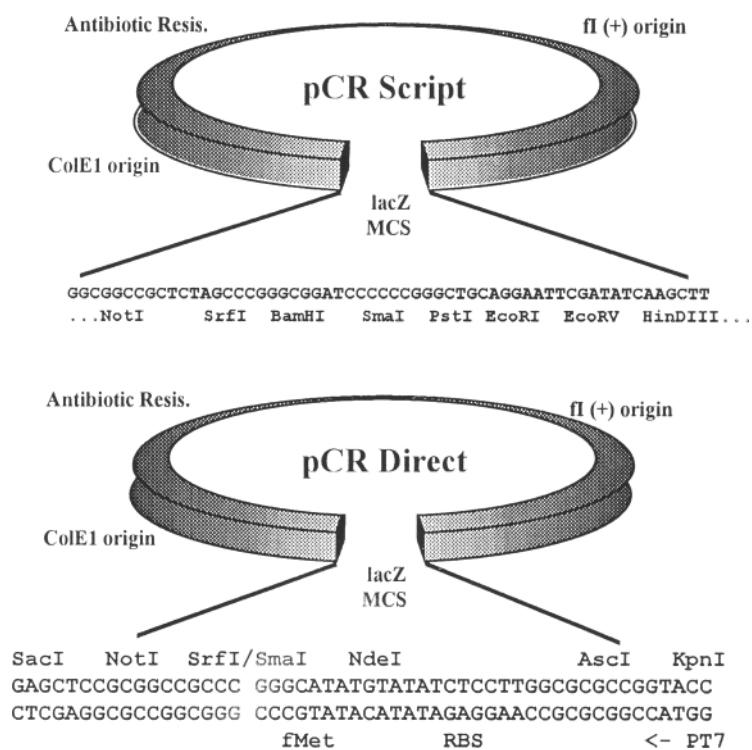 Antibiotic Resis.
fI (+) origin
pCR Script
ColE1 origin
lacZ
MCS
GGCGGCCGCTCTAGCCCGGGCGGATCCCCCCGGGCTGCAGGAATTCGATATCAAGCTT
...NotI SrfI BamHI SmaI PstI EcoRI EcoRV HinDIII...
Antibiotic Resis.
fI (+) origin
pCR Direct
ColE1 origin
lacZ
MCS
SacI NotI SrfI/SmaI NdeI AscI KpnI
GAGCTCCGCGGCCGCCC GGGCATATGTATATCTCCTTGGCGCGCCGGTACC
CTCGAGGCGCCGGCGGG CCCGTATACATATAGAGGAACCGCGCGGCCATGG
fMet RBS <- PT7